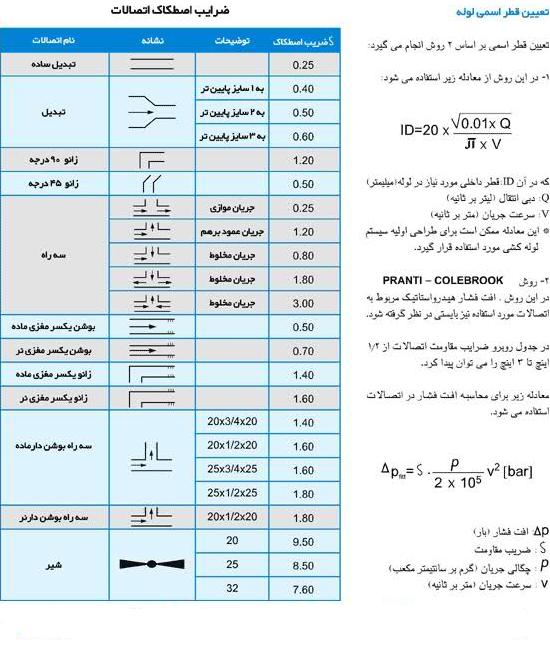 تعیین قطر اسمی لوله
تعیین قطر اسمی بر اساس ۲ روش انجام می گیرد:
۱- در این روش از معادله زیر استفاده می شود:
ID=20 x √0.01x Q
π x V
که در آن ID: قطر داخلی مورد نیاز در لوله (میلیمتر)
Q: دبی انتقال (لیتر بر ثانیه)
V: سرعت جریان (متر بر ثانیه)
* این معادله ممکن است برای طراحی اولیه سیستم
لوله کشی مورد استفاده قرار گیرد.
۲- روش PRANTI – COLEBROOK
در این روش ، افت فشار هیدرواستاتیک مربوط به
اتصالات مورد استفاده نیز بایستی در نظر گرفته شود.
در جدول روبرو ضرایب مقاومت اتصالات از ۱/۲
اینچ تا ۳ اینچ را می توان پیدا کرد.
معادله زیر برای محاسبه افت فشار در اتصالات
استفاده می شود.
Δp fitt = S . p / 2 x 10⁵ v² [bar]
Δp: افت فشار (بار)
S : ضریب مقاومت
P : چگالی جریان (گرم بر سانتیمتر مکعب)
V : سرعت جریان (متر بر ثانیه)
ضرایب اصطکاک اتصالات
نام اتصالات نشانه توضیحات ضریب اصطکاک S
تبدیل ساده 0.25
تبدیل به ۱ سایز پایین تر 0.40
به ۲ سایز پایین تر 0.50
به ۳ سایز پایین تر 0.60
زانو ۹۰ درجه 1.20
زانو ۴۵ درجه 0.50
سه راه جریان موازی 0.25
جریان عمود برهم 1.20
جریان مخلوط 0.80
جریان مخلوط 1.80
جریان مخلوط 3.00
بوشن یکسر مغزی ماده 0.50
بوشن یکسر مغزی نر 0.70
زانو یکسر مغزی ماده 1.40
زانو یکسر مغزی نر 1.60
سه راه بوشن دارماده 20x3/4x20 1.40
20x1/2x20 1.60
25x3/4x25 1.60
25x1/2x25 1.80
سه راه بوشن دارنر 20x1/2x20 1.80
شیر 20 9.50
25 8.50
32 7.60